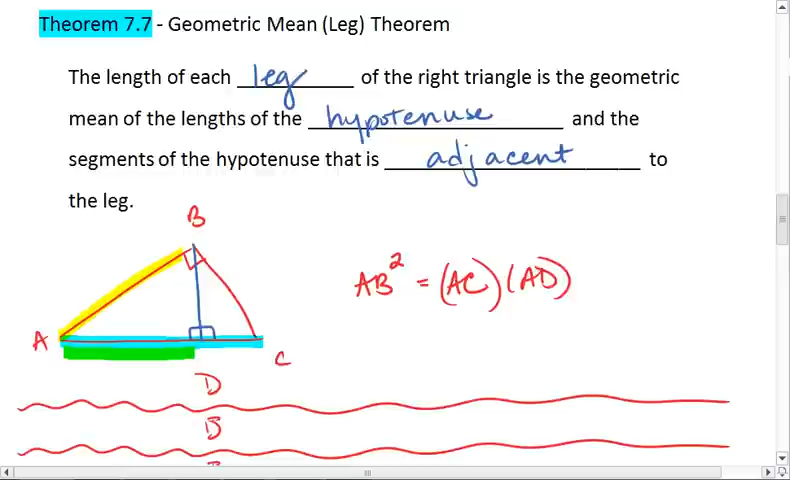 Theorem 7.7 - Geometric Mean (Leg) Theorem
The length of each leg of the right triangle is the geometric
mean of the lengths of the hypotenuse and the
segments of the hypotenuse that is adjacent to
the leg.
B
AB² = (AC)(AD)
A
C
D
B